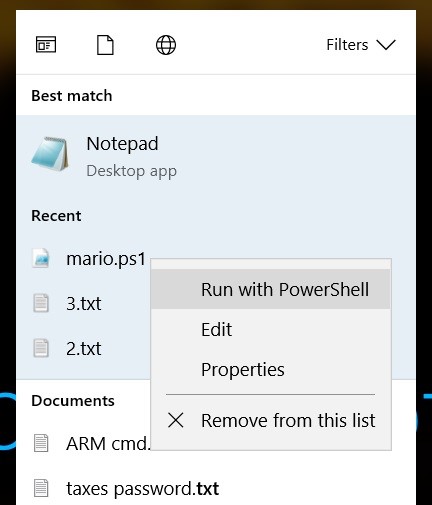 Filters
Best match
Notepad
Desktop app
Recent
mario.ps1
Run with PowerShell
3.txt
Edit
2.txt
Properties
Documents
Remove from this list
ARM cmd.
taxes password.txt